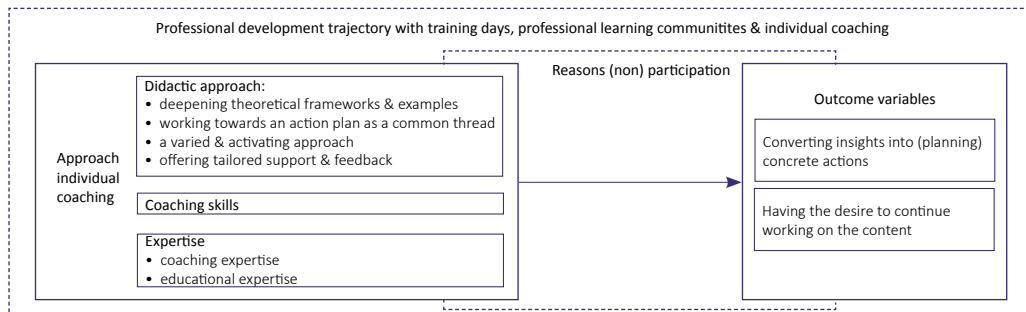 Professional development trajectory with training days, professional learning communites & individual coaching
Reasons (non) participation
Approach
individual
coaching
Didactic approach:
• deepening theoretical frameworks & examples
• working towards an action plan as a common thread
• a varied & activating approach
• offering tailored support & feedback
Coaching skills
Expertise
• coaching expertise
• educational expertise
Outcome variables
Converting insights into (planning)
concrete actions
Having the desire to continue
working on the content